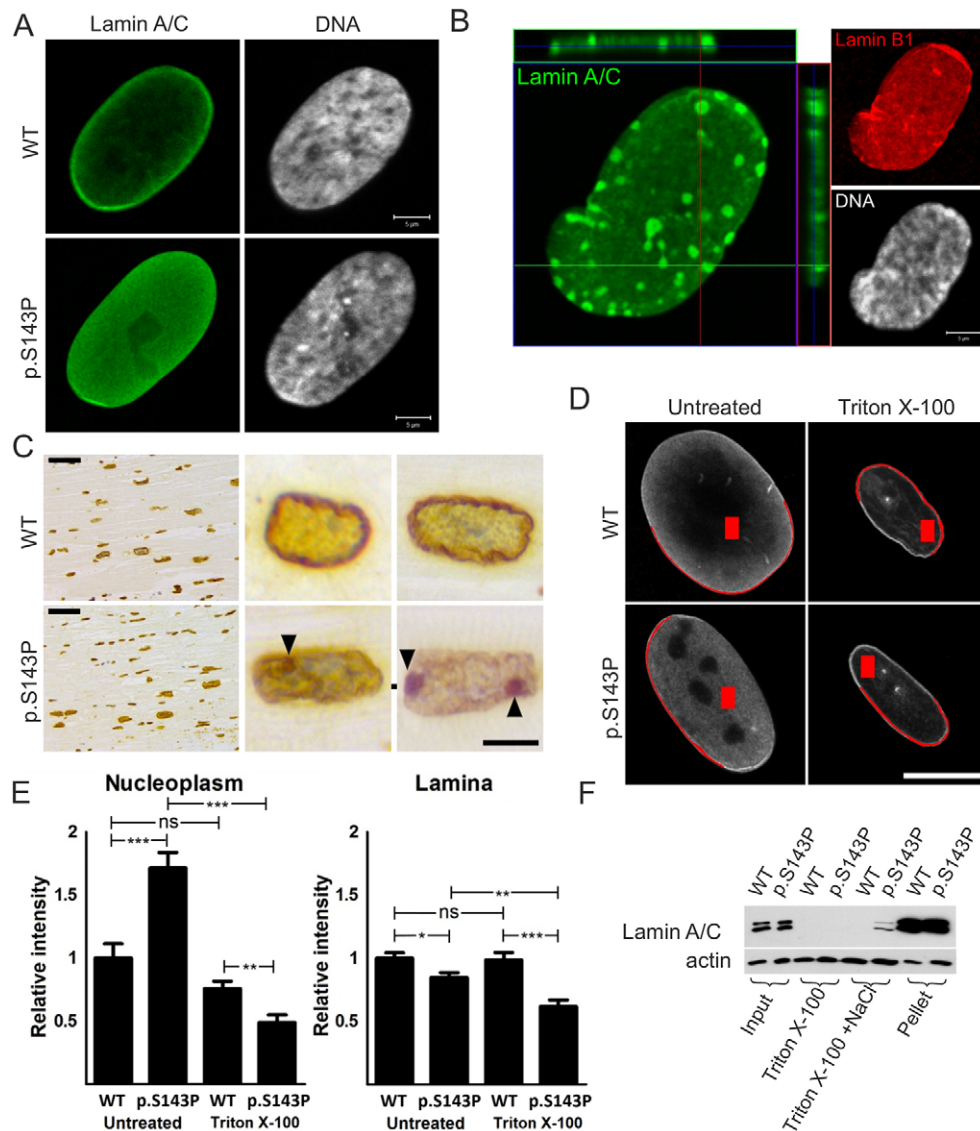 A
Lamin A/C
DNA
WT
5 µm
p.S143P
5 µm
B
Lamin A/C
Lamin B1
DNA
5 µm
C
WT
p.S143P
D
Untreated
Triton X-100
WT
p.S143P
E
Nucleoplasm
Relative intensity
2
1.5
1
0.5
***
ns
***
**
WT p.S143P WT p.S143P
Untreated Triton X-100
Lamina
Relative intensity
2
1.5
1
0.5
**
ns
*
***
WT p.S143P WT p.S143P
Untreated Triton X-100
F
WT p.S143P WT p.S143P WT p.S143P WT p.S143P
Lamin A/C
actin
Input
Triton X-100
Triton X-100 +NaCl
Pellet